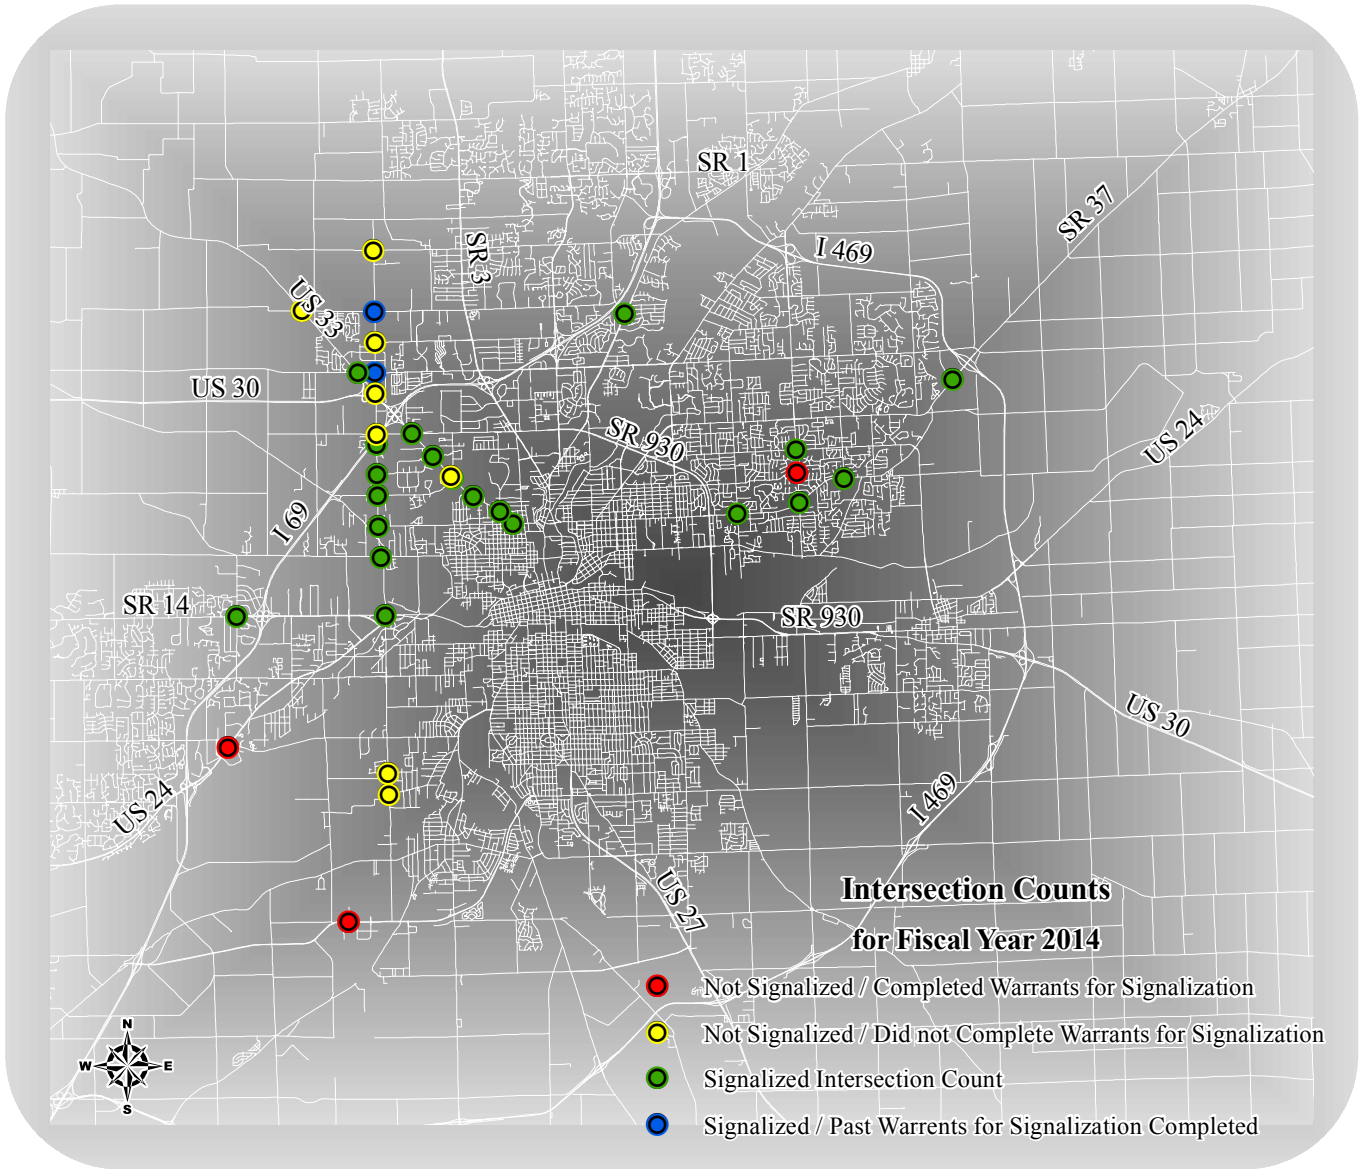 SR 1
SR 37
I 469
SR 3
US 33
US 30
SR 930
US 24
I 69
SR 14
SR 930
US 30
US 24
I 469
US 27
Intersection Counts
for Fiscal Year 2014
Not Signalized / Completed Warrants for Signalization
Not Signalized / Did not Complete Warrants for Signalization
Signalized Intersection Count
Signalized / Past Warrents for Signalization Completed
N
W E
S